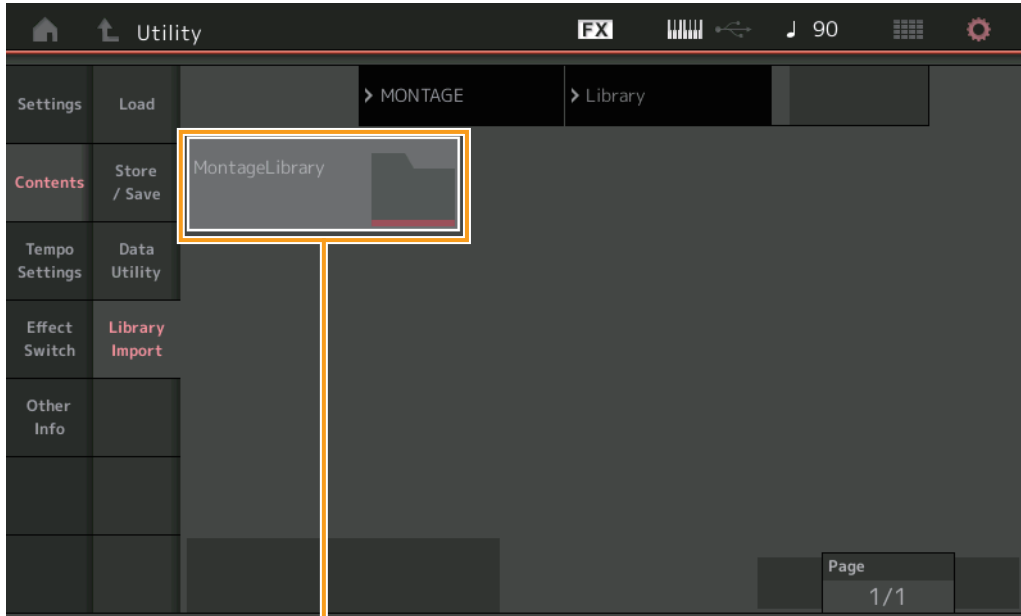 Utility
FX
90
Settings
Load
> MONTAGE
> Library
Contents
Store
/ Save
MontageLibrary
Tempo
Settings
Data
Utility
Effect
Switch
Library
Import
Other
Info
Page
1/1